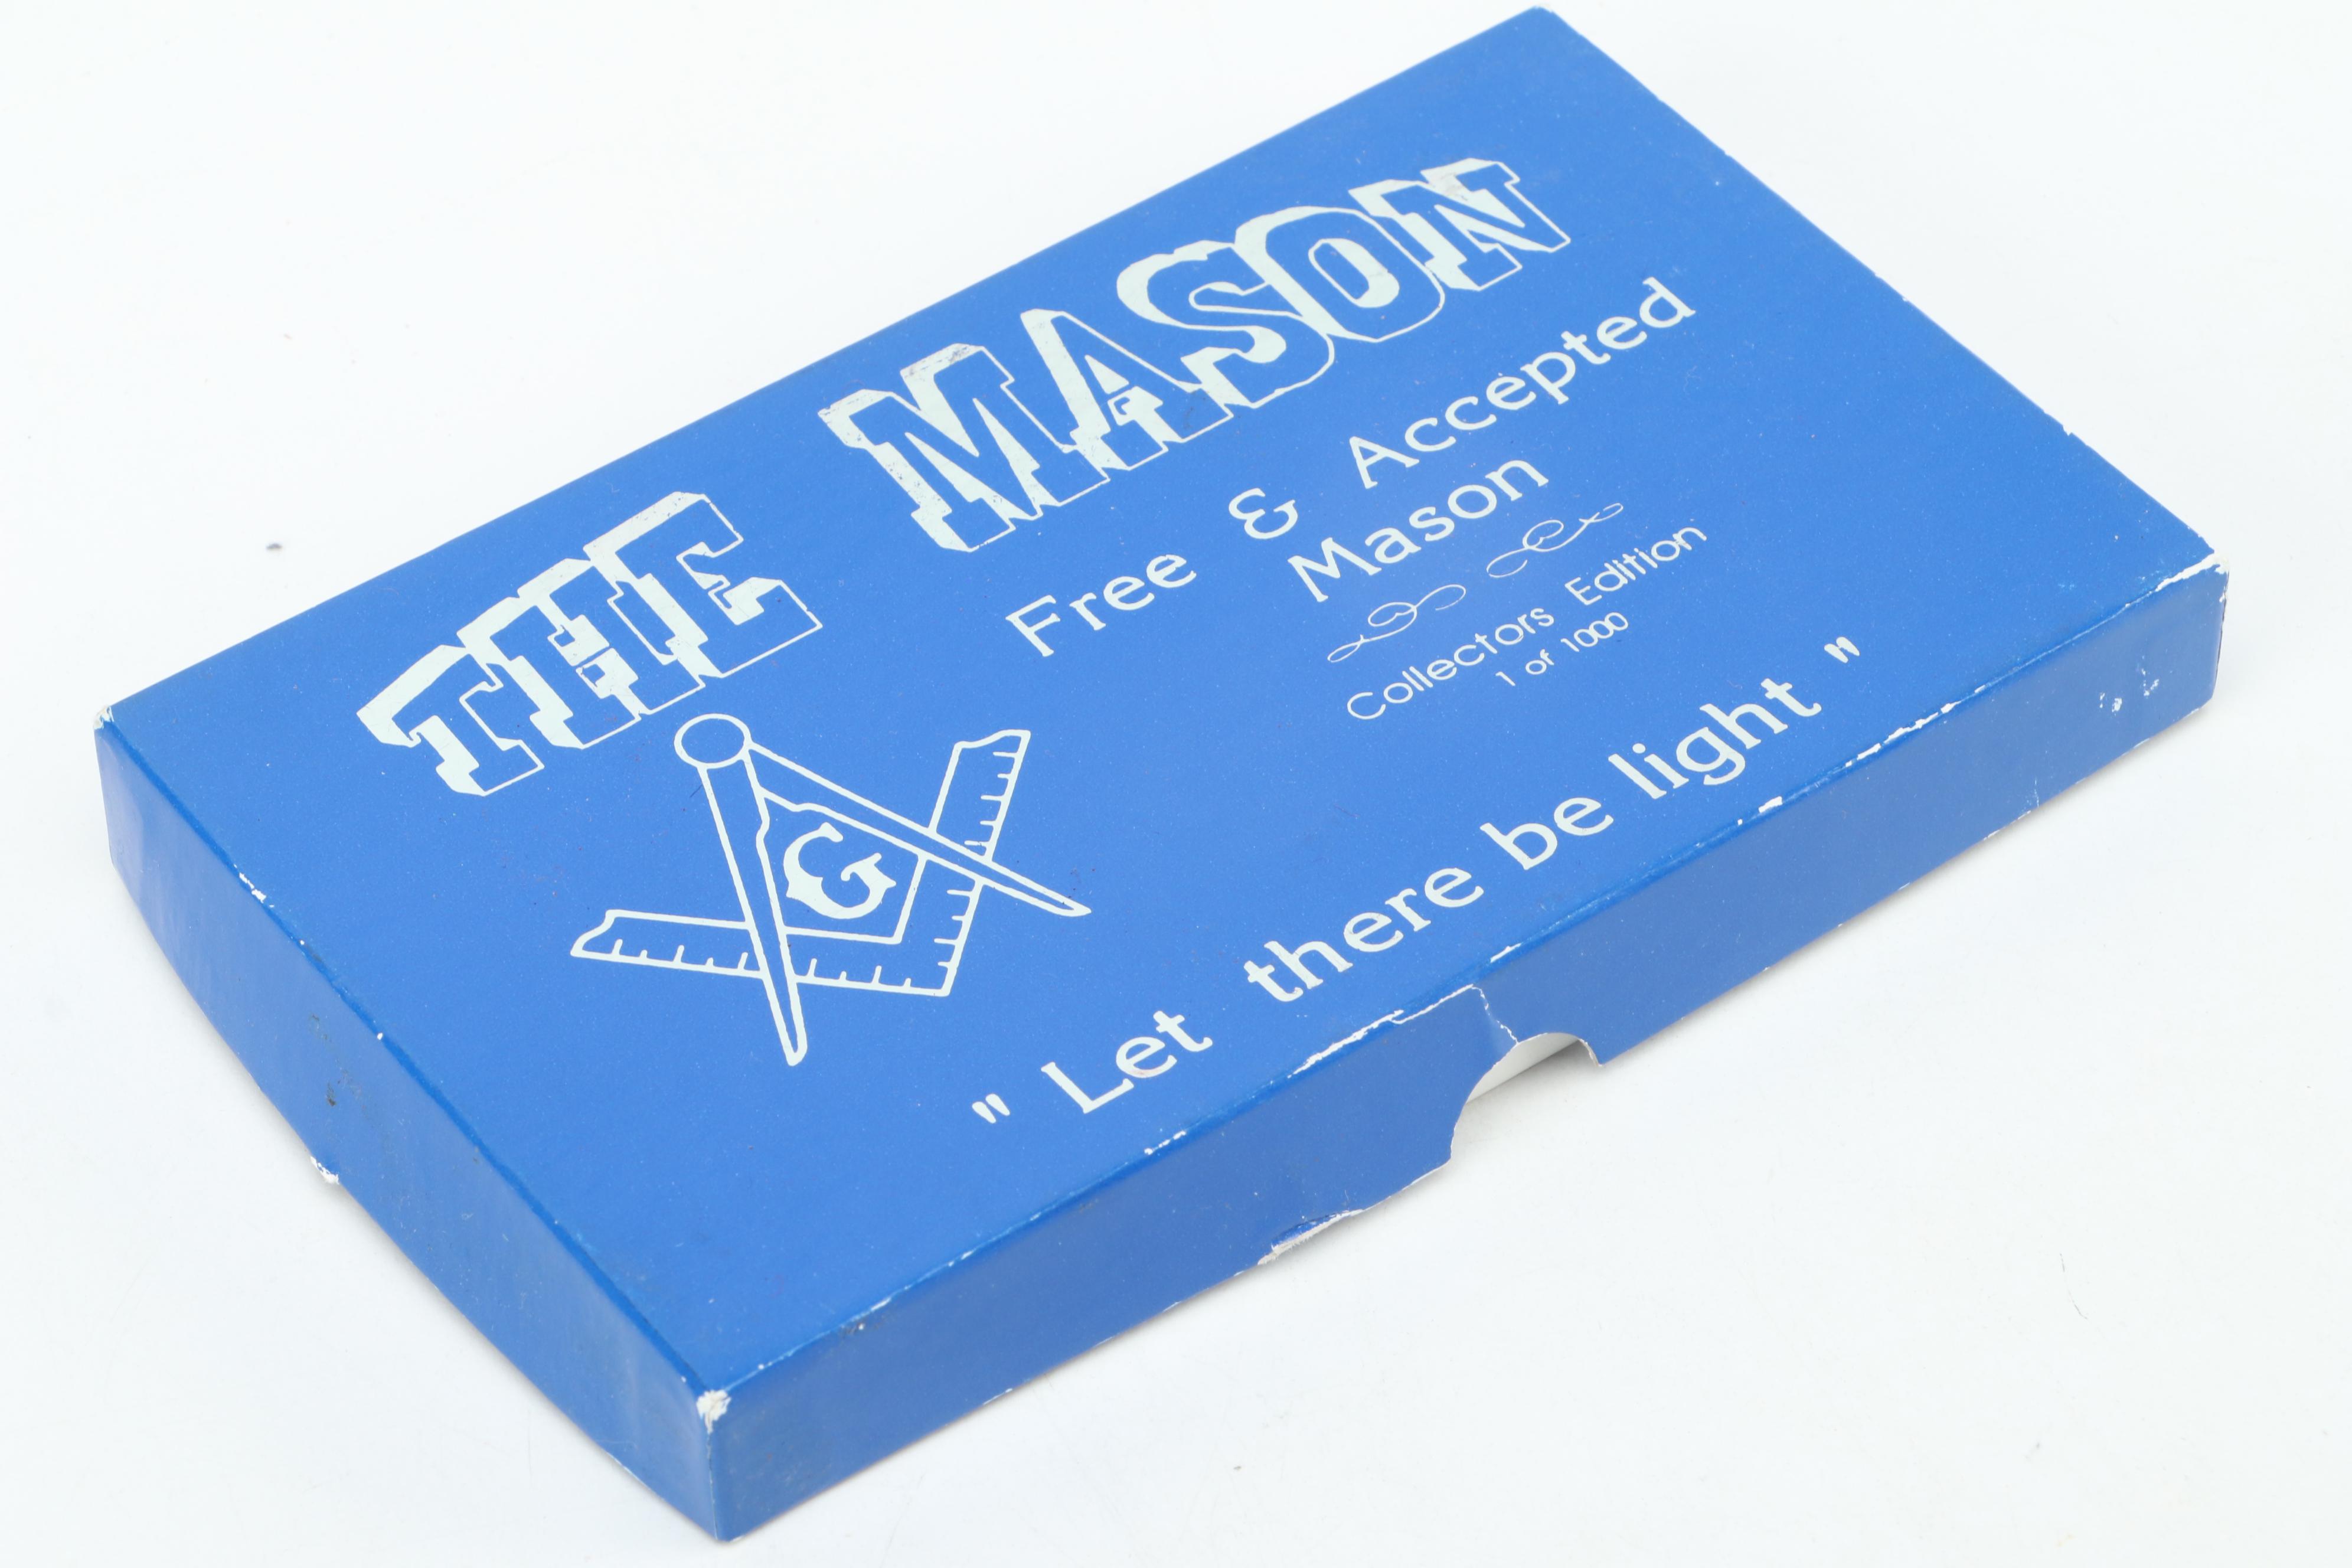 THE MASON
Free & Accepted
Mason
Collectors Edition
1 of 1000
G
" Let there be light "